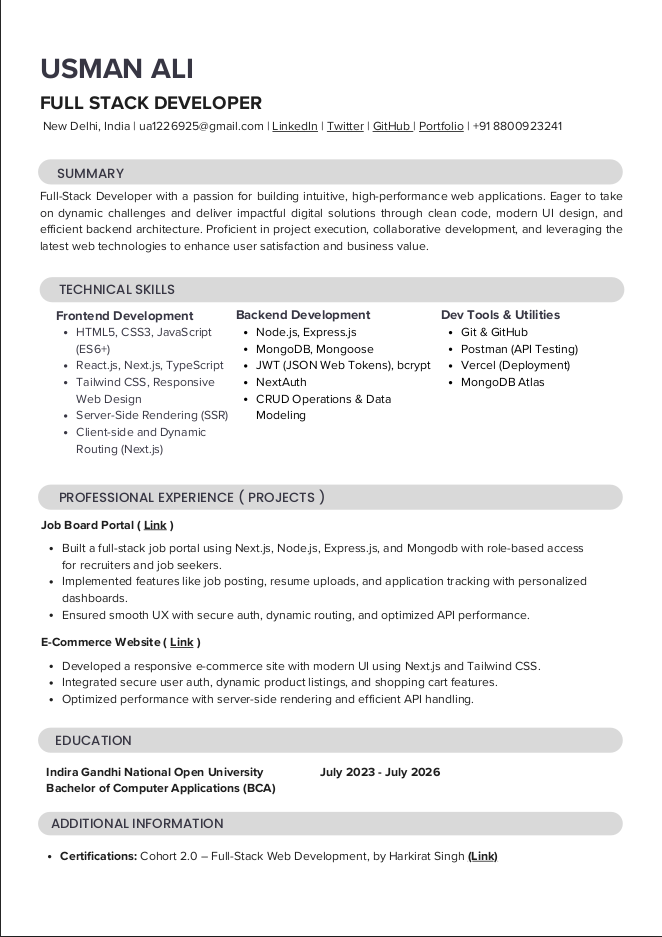 USMAN ALI
FULL STACK DEVELOPER
New Delhi, India | ua1226925@gmail.com | LinkedIn | Twitter | GitHub | Portfolio | +91 8800923241
SUMMARY
Full-Stack Developer with a passion for building intuitive, high-performance web applications. Eager to take
on dynamic challenges and deliver impactful digital solutions through clean code, modern UI design, and
efficient backend architecture. Proficient in project execution, collaborative development, and leveraging the
latest web technologies to enhance user satisfaction and business value.
TECHNICAL SKILLS
Frontend Development
• HTML5, CSS3, JavaScript
(ES6+)
• React.js, Next.js, TypeScript
• Tailwind CSS, Responsive
Web Design
• Server-Side Rendering (SSR)
• Client-side and Dynamic
Routing (Next.js)
Backend Development
• Node.js, Express.js
• MongoDB, Mongoose
• JWT (JSON Web Tokens), bcrypt
• NextAuth
• CRUD Operations & Data
Modeling
Dev Tools & Utilities
• Git & GitHub
• Postman (API Testing)
• Vercel (Deployment)
• MongoDB Atlas
PROFESSIONAL EXPERIENCE ( PROJECTS )
Job Board Portal ( Link )
• Built a full-stack job portal using Next.js, Node.js, Express.js, and Mongodb with role-based access
for recruiters and job seekers.
• Implemented features like job posting, resume uploads, and application tracking with personalized
dashboards.
• Ensured smooth UX with secure auth, dynamic routing, and optimized API performance.
E-Commerce Website ( Link )
• Developed a responsive e-commerce site with modern UI using Next.js and Tailwind CSS.
• Integrated secure user auth, dynamic product listings, and shopping cart features.
• Optimized performance with server-side rendering and efficient API handling.
EDUCATION
Indira Gandhi National Open University July 2023 - July 2026
Bachelor of Computer Applications (BCA)
ADDITIONAL INFORMATION
• Certifications: Cohort 2.0 – Full-Stack Web Development, by Harkirat Singh (Link)